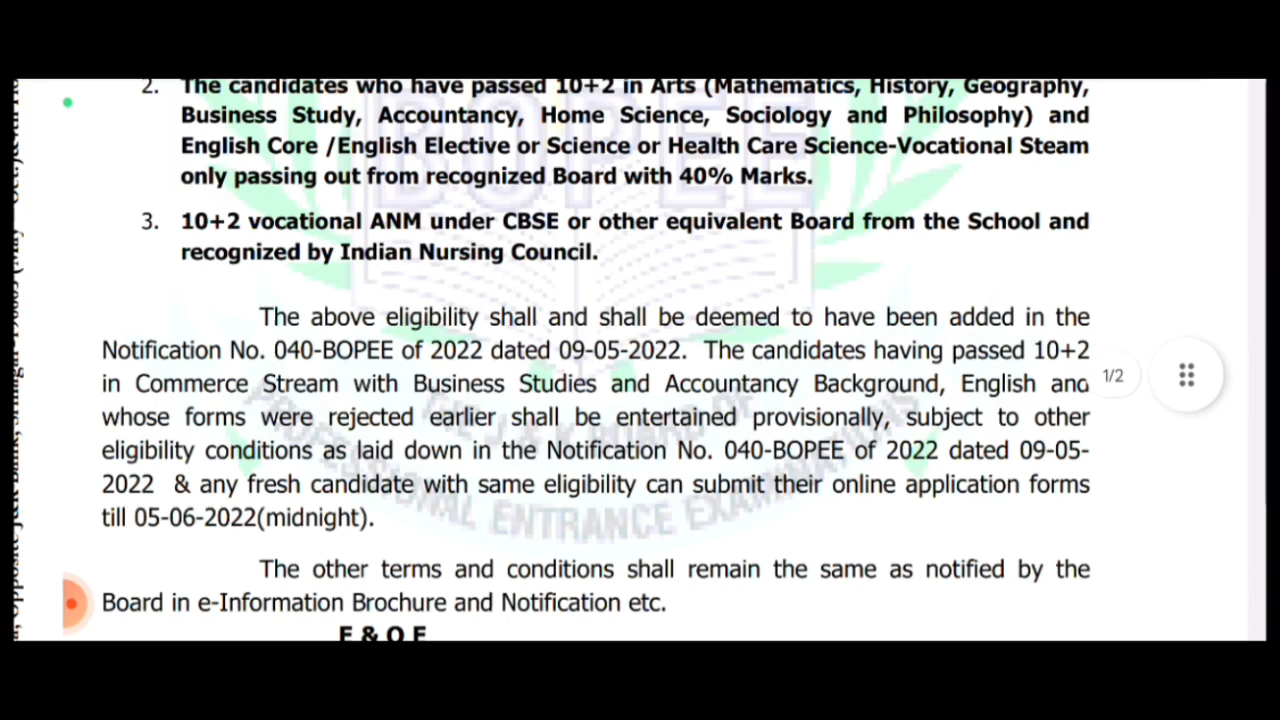 2. The candidates who have passed 10+2 in Arts (Mathematics, History, Geography,
Business Study, Accountancy, Home Science, Sociology and Philosophy) and
English Core /English Elective or Science or Health Care Science-Vocational Steam
only passing out from recognized Board with 40% Marks.
3. 10+2 vocational ANM under CBSE or other equivalent Board from the School and
recognized by Indian Nursing Council.
The above eligibility shall and shall be deemed to have been added in the
Notification No. 040-BOPEE of 2022 dated 09-05-2022. The candidates having passed 10+2
in Commerce Stream with Business Studies and Accountancy Background, English and
whose forms were rejected earlier shall be entertained provisionally, subject to other
eligibility conditions as laid down in the Notification No. 040-BOPEE of 2022 dated 09-05-
2022 & any fresh candidate with same eligibility can submit their online application forms
till 05-06-2022(midnight).
The other terms and conditions shall remain the same as notified by the
Board in e-Information Brochure and Notification etc.
E & O E
1/2
BOPEE
THE J & K BOARD OF
PROFESSIONAL ENTRANCE EXAMINATIONS